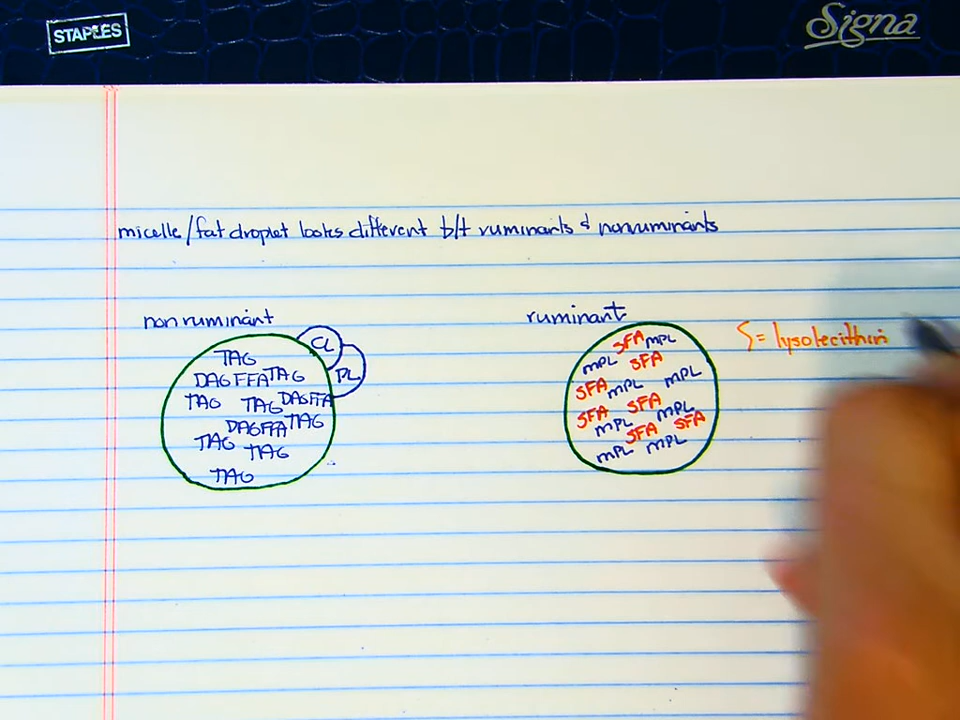 STAPLES
Signa
micelle/fat droplet looks different b/t ruminants & nonruminants
nonruminant
ruminant
CL
PL
TAG
DAG FFA TAG
TAG TAG DAG FFA
DAG FFA TAG
TAG TAG
TAG
SFA MPL
MPL SFA
SFA MPL MPL
SFA SFA MPL
MPL SFA SFA
MPL MPL
S = lysolecithin